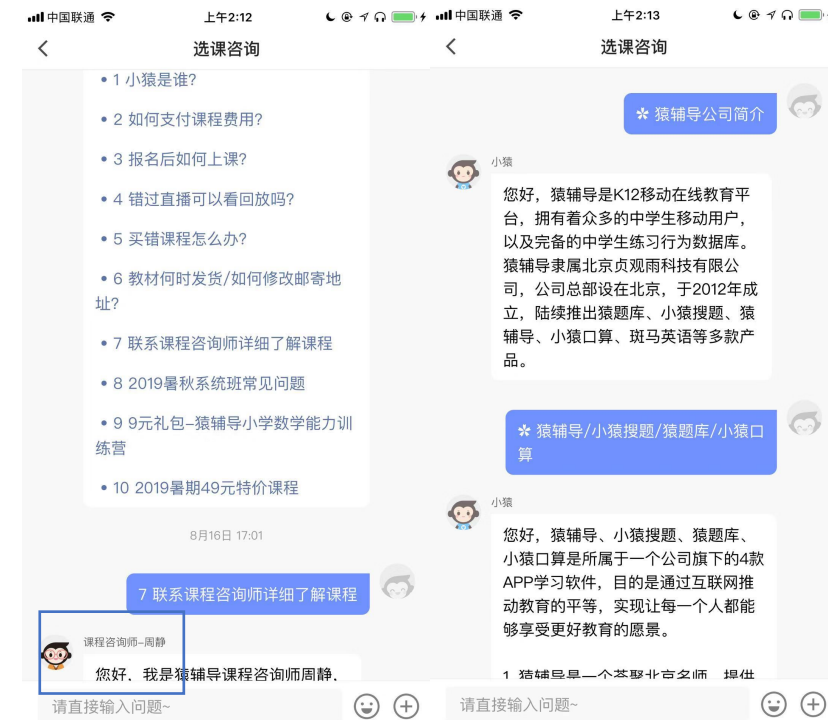 中国联通
上午2:12
选课咨询
• 1 小猿是谁?
• 2 如何支付课程费用?
• 3 报名后如何上课?
• 4 错过直播可以看回放吗?
• 5 买错课程怎么办?
• 6 教材何时发货/如何修改邮寄地
址?
• 7 联系课程咨询师详细了解课程
• 8 2019暑秋系统班常见问题
• 9 9元礼包–猿辅导小学数学能力训
练营
• 10 2019暑期49元特价课程
8月16日 17:01
7 联系课程咨询师详细了解课程
课程咨询师–周静
您好，我是猿辅导课程咨询师周静，
请直接输入问题~
中国联通
上午2:13
选课咨询
✲ 猿辅导公司简介
小猿
您好，猿辅导是K12移动在线教育平
台，拥有着众多的中学生移动用户，
以及完备的中学生练习行为数据库。
猿辅导隶属北京贞观雨科技有限公
司，公司总部设在北京，于2012年成
立，陆续推出猿题库、小猿搜题、猿
辅导、小猿口算、斑马英语等多款产
品。
✲ 猿辅导/小猿搜题/猿题库/小猿口
算
小猿
您好，猿辅导、小猿搜题、猿题库、
小猿口算是所属于一个公司旗下的4款
APP学习软件，目的是通过互联网推
动教育的平等，实现让每一个人都能
够享受更好教育的愿景。
1. 猿辅导是一个荟聚北京名师，提供
请直接输入问题~